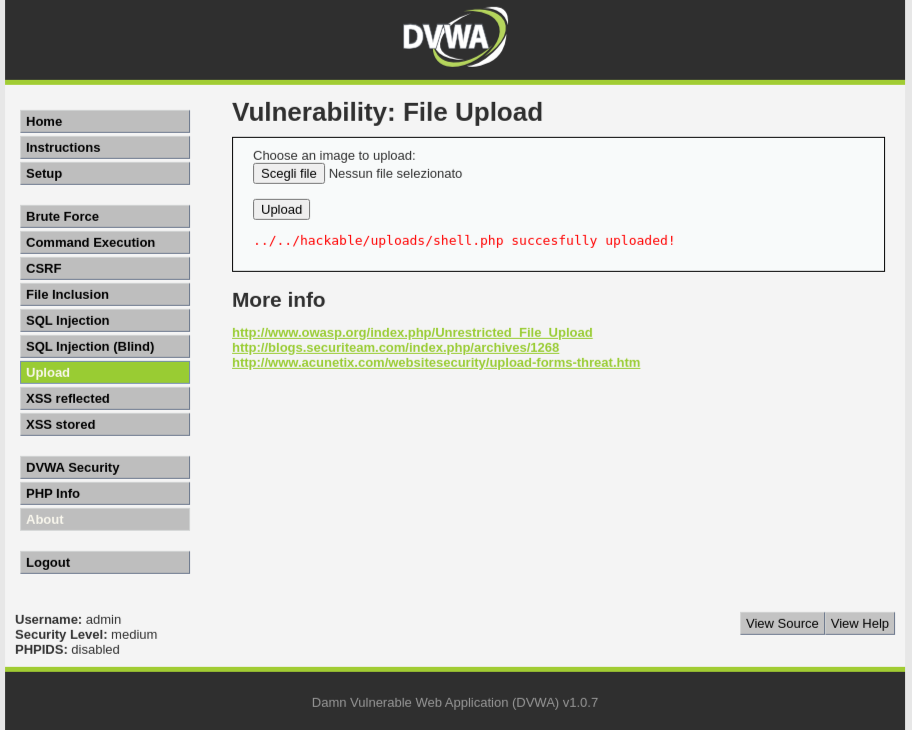 DVWA
Home
Instructions
Setup
Brute Force
Command Execution
CSRF
File Inclusion
SQL Injection
SQL Injection (Blind)
Upload
XSS reflected
XSS stored
DVWA Security
PHP Info
About
Logout
Vulnerability: File Upload
Choose an image to upload:
Scegli file Nessun file selezionato
Upload
../../hackable/uploads/shell.php succesfully uploaded!
More info
http://www.owasp.org/index.php/Unrestricted_File_Upload
http://blogs.securiteam.com/index.php/archives/1268
http://www.acunetix.com/websitesecurity/upload-forms-threat.htm
Username: admin
Security Level: medium
PHPIDS: disabled
View Source View Help
Damn Vulnerable Web Application (DVWA) v1.0.7